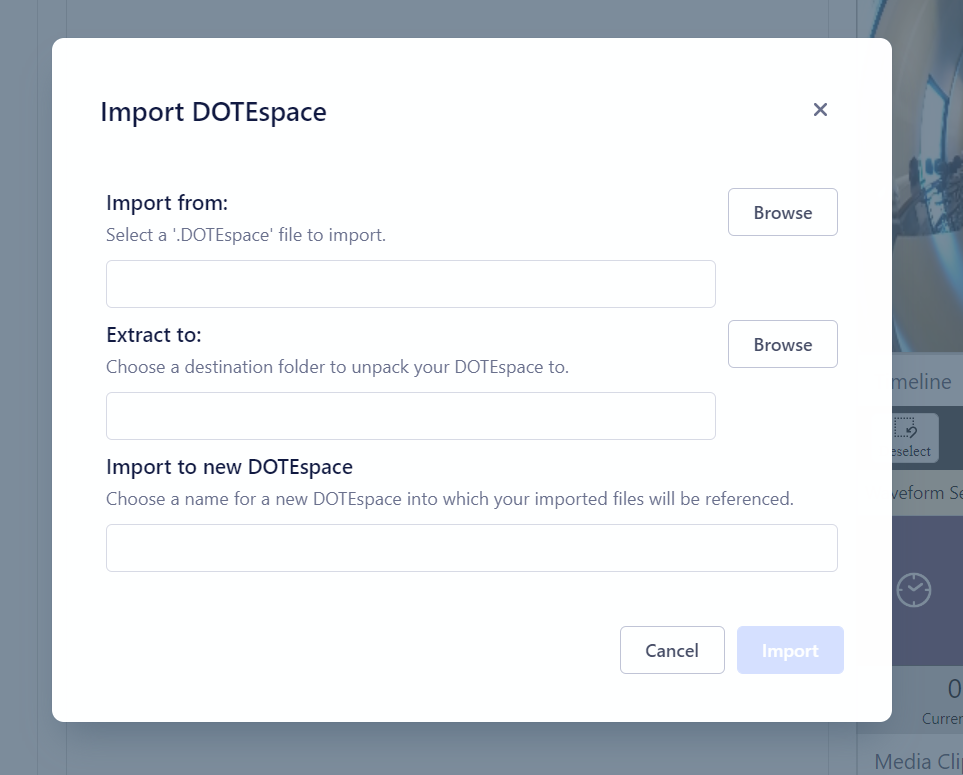 Import DOTEspace
Import from:
Browse
Select a '.DOTEspace' file to import.
Extract to:
Browse
Choose a destination folder to unpack your DOTEspace to.
Import to new DOTEspace
Choose a name for a new DOTEspace into which your imported files will be referenced.
Cancel
Import
meline
eselect
veform Se
0
Curren
Media Cli